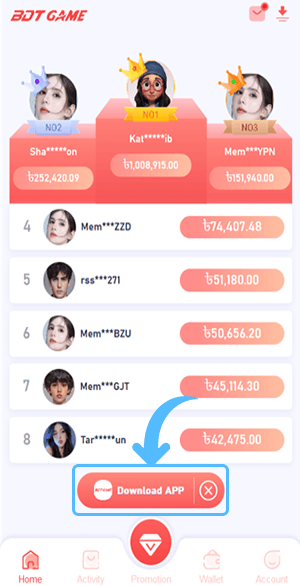 BDT GAME
NO1
NO2
NO3
Kat*****ib
Sha*****on
Mem***YPN
৳1,008,915.00
৳252,420.09
৳151,940.00
4 Mem***ZZD ৳74,407.48
5 rss***271 ৳51,180.00
6 Mem***BZU ৳50,656.20
7 Mem***GJT ৳45,114.30
8 Tar*****un ৳42,475.00
BDTGAME Download APP
Home Activity Promotion Wallet Account